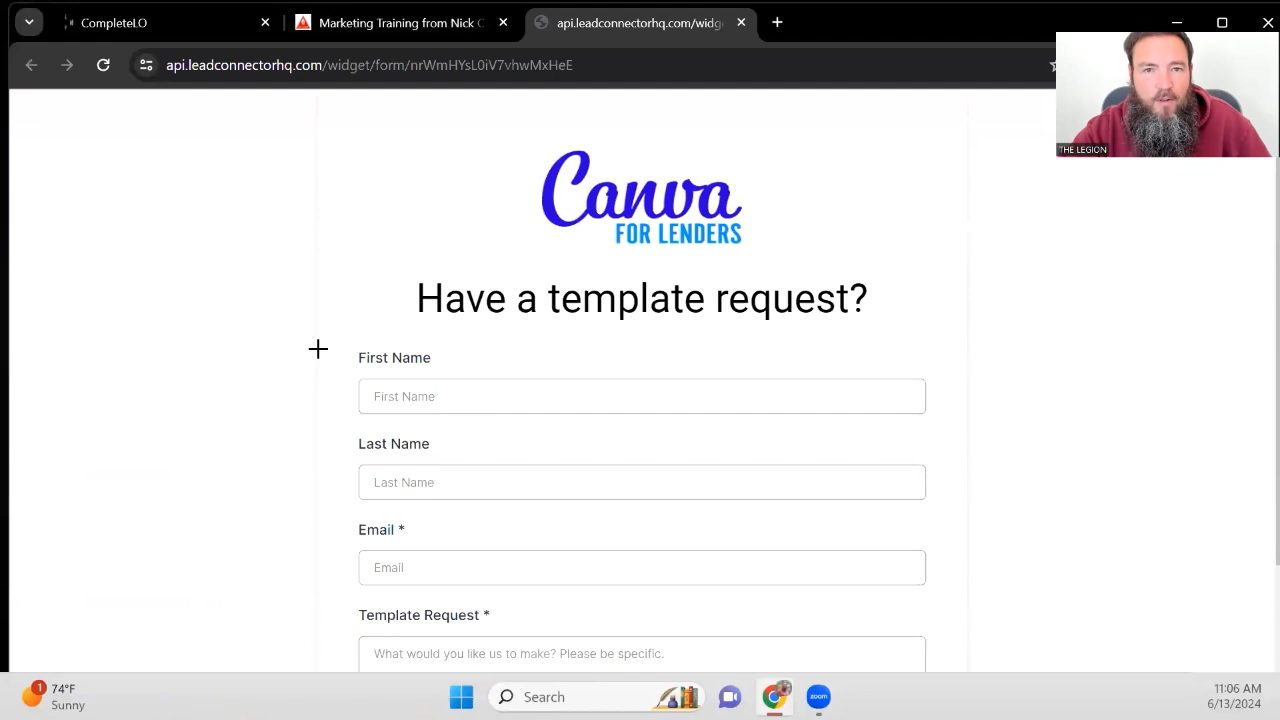 CompleteLO
Marketing Training from Nick C
api.leadconnectorhq.com/widg
api.leadconnectorhq.com/widget/form/nrWmHYsL0iV7vhwMxHeE
THE LEGION
Canva
FOR LENDERS
Have a template request?
First Name
First Name
Last Name
Last Name
Email *
Email
Template Request *
What would you like us to make? Please be specific.
1
74°F
Sunny
Search
zoom
11:06 AM
6/13/2024